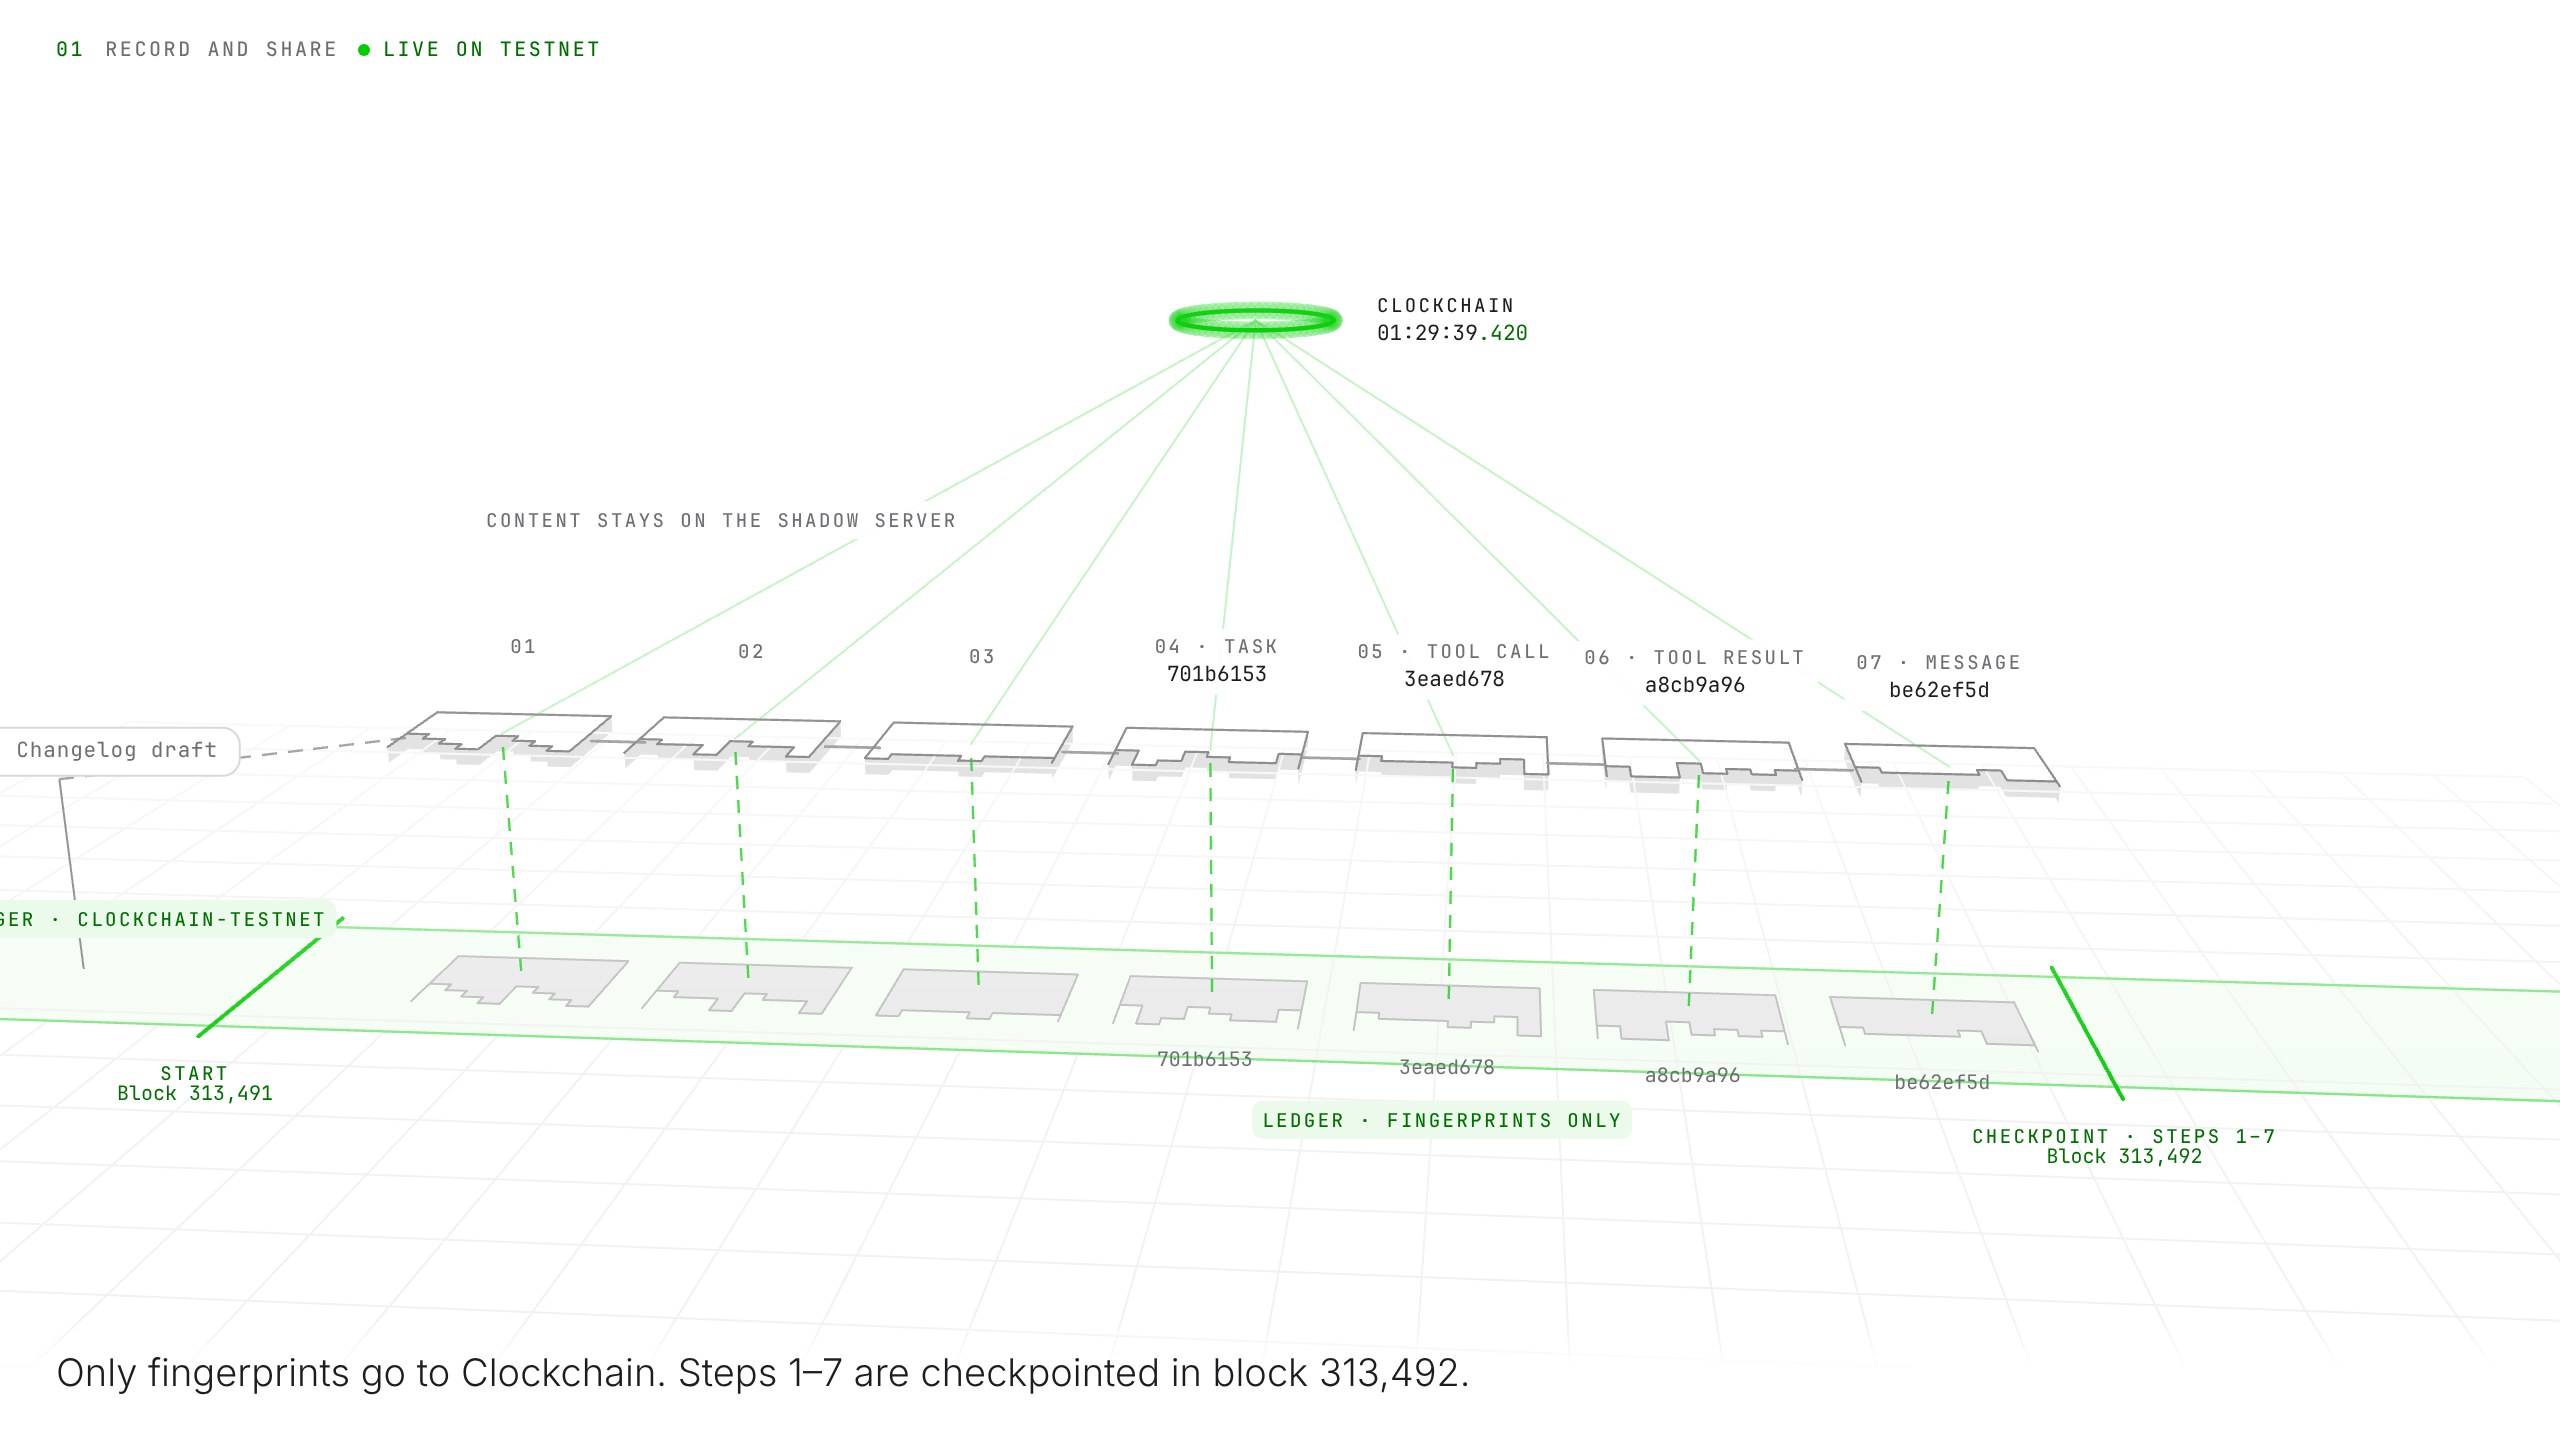 01 RECORD AND SHARE ● LIVE ON TESTNET
CLOCKCHAIN
01:29:39.420
CONTENT STAYS ON THE SHADOW SERVER
01
02
03
04 · TASK
701b6153
05 · TOOL CALL
3eaed678
06 · TOOL RESULT
a8cb9a96
07 · MESSAGE
be62ef5d
Changelog draft
GER · CLOCKCHAIN-TESTNET
START
Block 313,491
701b6153
3eaed678
a8cb9a96
be62ef5d
LEDGER · FINGERPRINTS ONLY
CHECKPOINT · STEPS 1–7
Block 313,492
Only fingerprints go to Clockchain. Steps 1–7 are checkpointed in block 313,492.